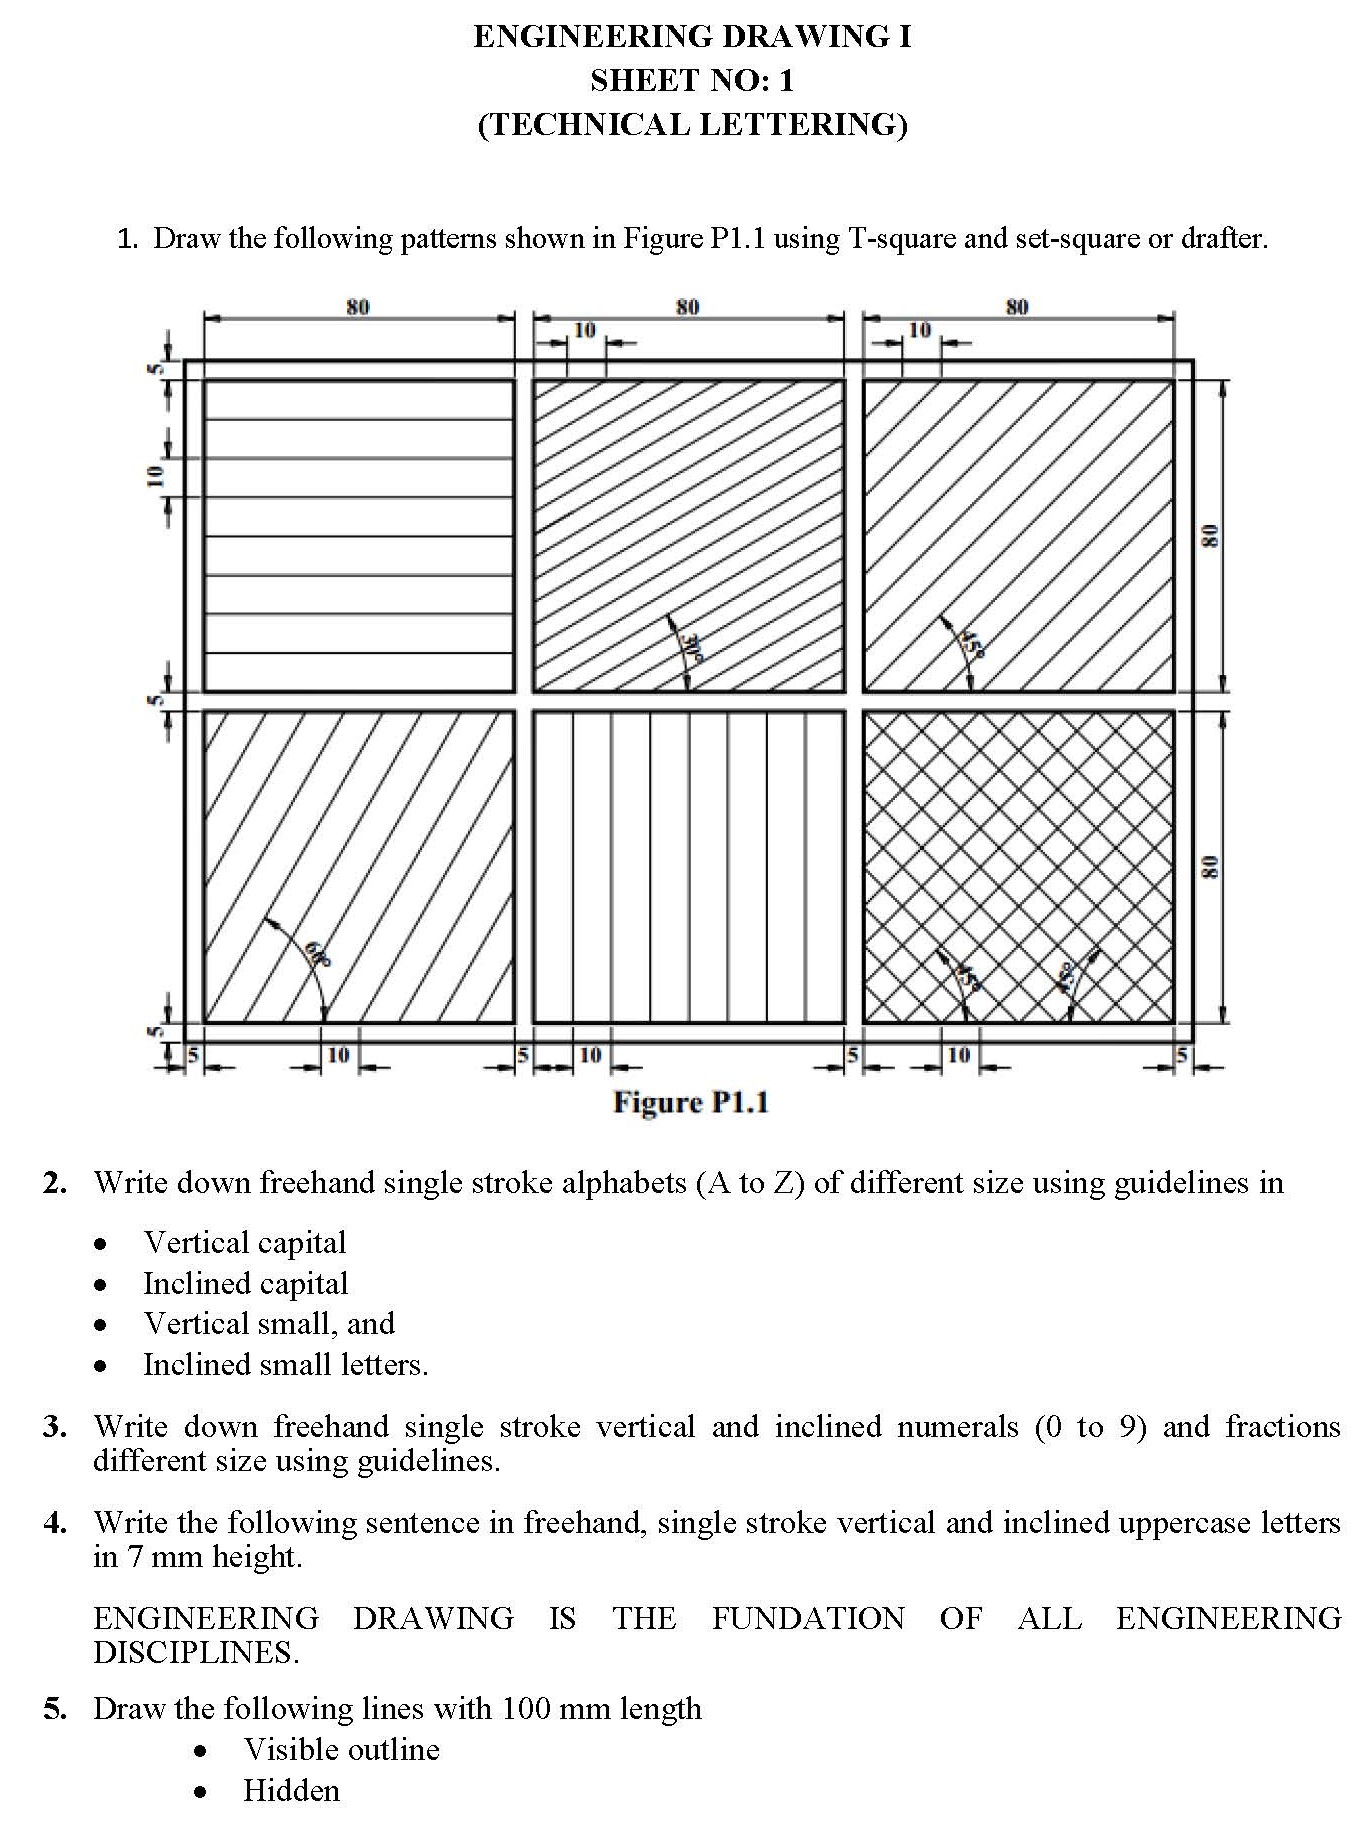 ENGINEERING DRAWING I
SHEET NO: 1
(TECHNICAL LETTERING)
1. Draw the following patterns shown in Figure P1.1 using T-square and set-square or drafter.
80 80 80
10 10
5
10
80
30° 45°
5
80
60° 45° 45°
5
5 10 5 10 5 10 5
Figure P1.1
2. Write down freehand single stroke alphabets (A to Z) of different size using guidelines in
• Vertical capital
• Inclined capital
• Vertical small, and
• Inclined small letters.
3. Write down freehand single stroke vertical and inclined numerals (0 to 9) and fractions
different size using guidelines.
4. Write the following sentence in freehand, single stroke vertical and inclined uppercase letters
in 7 mm height.
ENGINEERING DRAWING IS THE FUNDATION OF ALL ENGINEERING
DISCIPLINES.
5. Draw the following lines with 100 mm length
• Visible outline
• Hidden